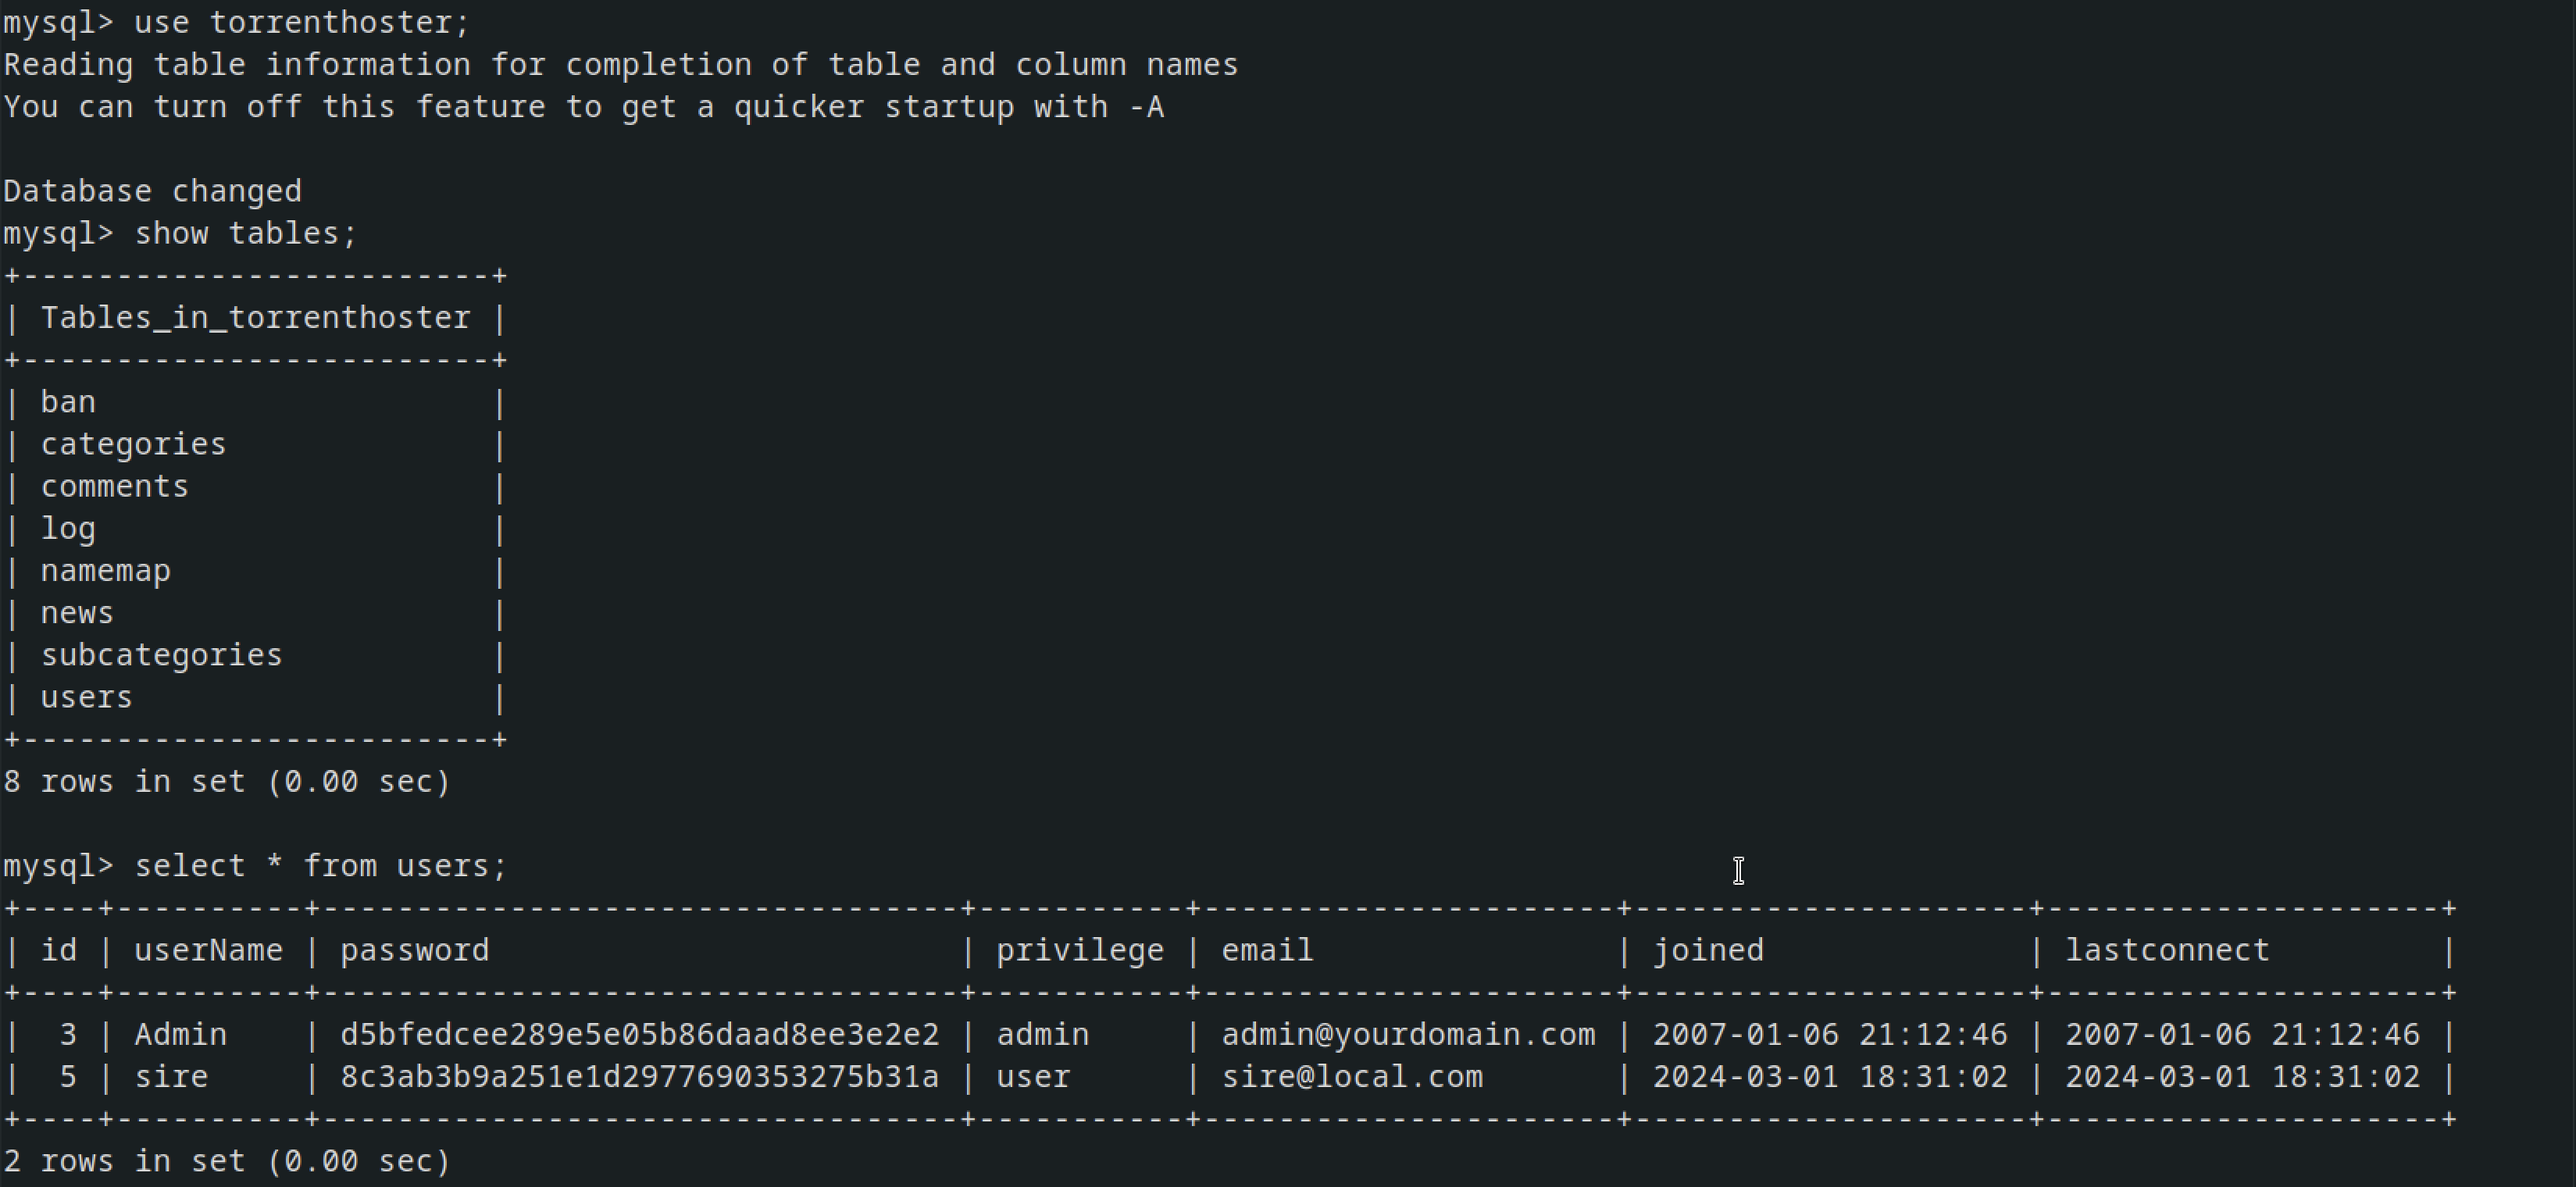 mysql> use torrenthoster;
Reading table information for completion of table and column names
You can turn off this feature to get a quicker startup with -A

Database changed
mysql> show tables;
+-------------------------+
| Tables_in_torrenthoster |
+-------------------------+
| ban                     |
| categories              |
| comments                |
| log                     |
| namemap                 |
| news                    |
| subcategories           |
| users                   |
+-------------------------+
8 rows in set (0.00 sec)

mysql> select * from users;
+----+----------+----------------------------------+-----------+----------------------+---------------------+---------------------+
| id | userName | password                         | privilege | email                | joined              | lastconnect         |
+----+----------+----------------------------------+-----------+----------------------+---------------------+---------------------+
|  3 | Admin    | d5bfedcee289e5e05b86daad8ee3e2e2 | admin     | admin@yourdomain.com | 2007-01-06 21:12:46 | 2007-01-06 21:12:46 |
|  5 | sire     | 8c3ab3b9a251e1d2977690353275b31a | user      | sire@local.com       | 2024-03-01 18:31:02 | 2024-03-01 18:31:02 |
+----+----------+----------------------------------+-----------+----------------------+---------------------+---------------------+
2 rows in set (0.00 sec)